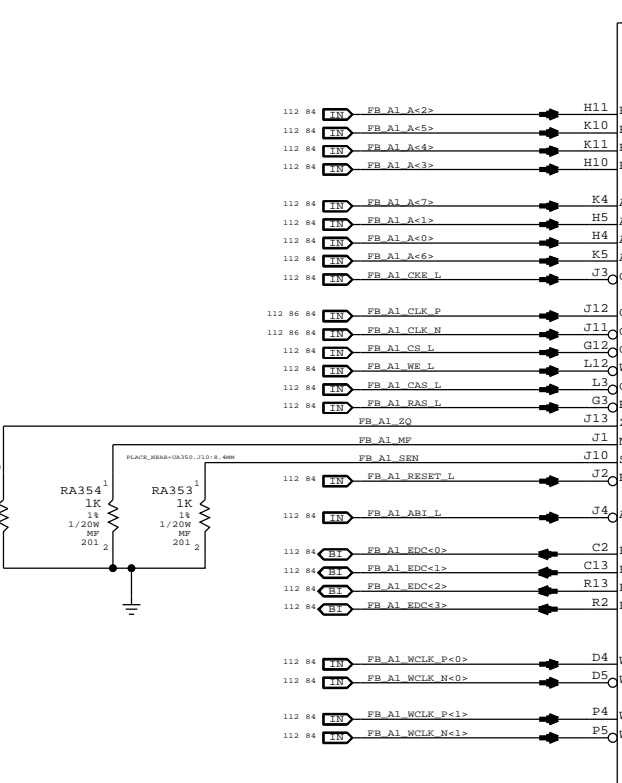 112 84 IN FB_A1_A<2> H11
112 84 IN FB_A1_A<5> K10
112 84 IN FB_A1_A<4> K11
112 84 IN FB_A1_A<3> H10
112 84 IN FB_A1_A<7> K4
112 84 IN FB_A1_A<1> H5
112 84 IN FB_A1_A<0> H4
112 84 IN FB_A1_A<6> K5
112 84 IN FB_A1_CKE_L J3
112 86 84 IN FB_A1_CLK_P J12
112 86 84 IN FB_A1_CLK_N J11
112 84 IN FB_A1_CS_L G12
112 84 IN FB_A1_WE_L L12
112 84 IN FB_A1_CAS_L L3
112 84 IN FB_A1_RAS_L G3
FB_A1_ZQ J13
FB_A1_MF J1
PLACE_NEAR=UA350.J10:8.4MM FB_A1_SEN J10
112 84 IN FB_A1_RESET_L J2
RA354 1
1K
1%
1/20W
MF
201 2
RA353 1
1K
1%
1/20W
MF
201 2
112 84 IN FB_A1_ABI_L J4
112 84 BI FB_A1_EDC<0> C2
112 84 BI FB_A1_EDC<1> C13
112 84 BI FB_A1_EDC<2> R13
112 84 BI FB_A1_EDC<3> R2
112 84 IN FB_A1_WCLK_P<0> D4
112 84 IN FB_A1_WCLK_N<0> D5
112 84 IN FB_A1_WCLK_P<1> P4
112 84 IN FB_A1_WCLK_N<1> P5